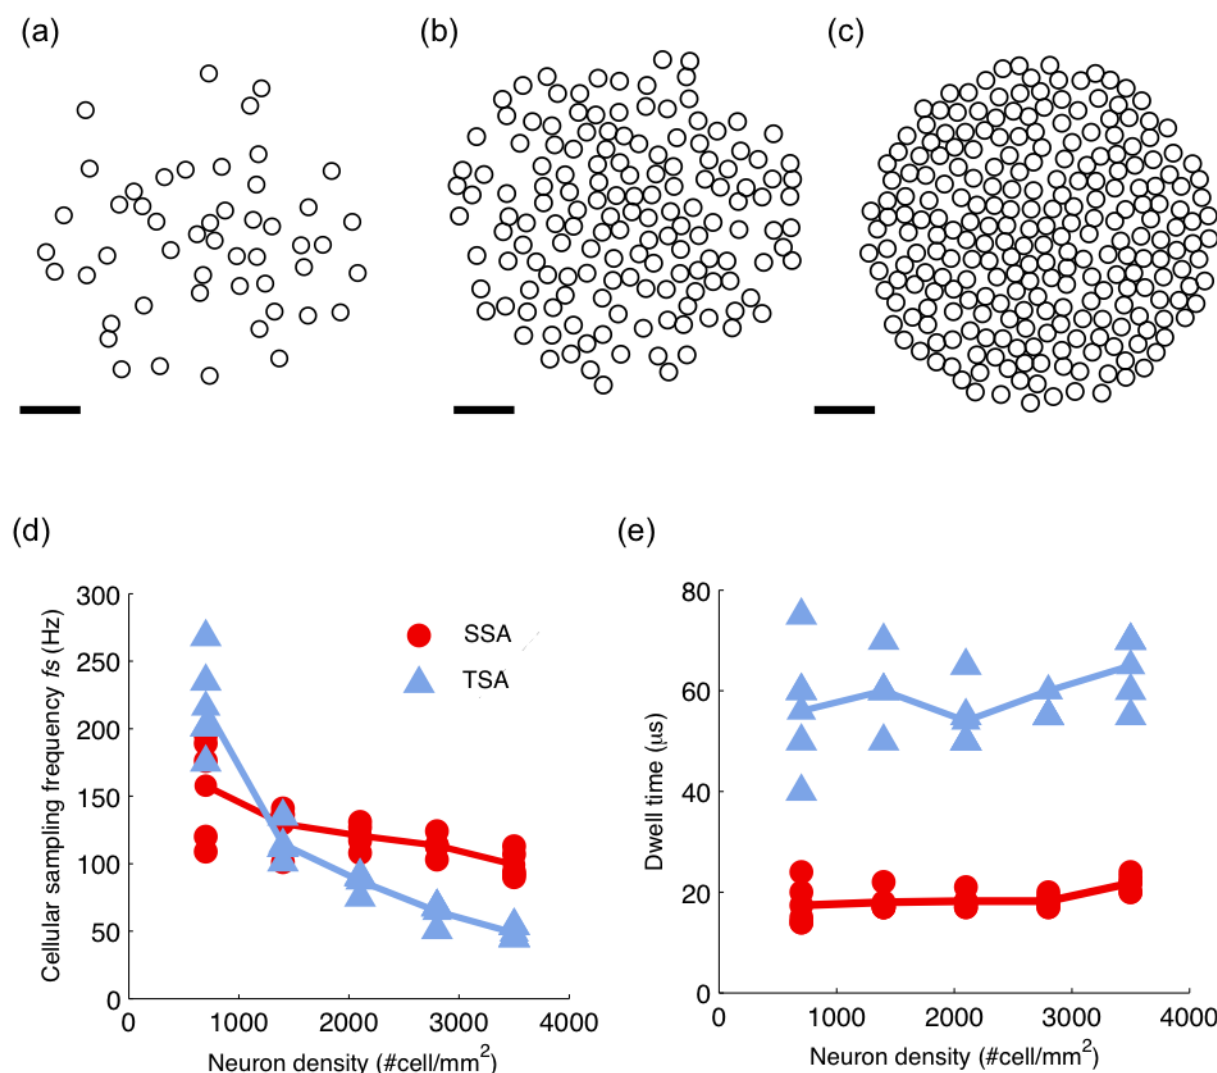 (a)
(b)
(c)
(d)
Cellular sampling frequency fs (Hz)
300
250
200
150
100
50
0
0 1000 2000 3000 4000
Neuron density (#cell/mm²)
SSA
TSA
(e)
Dwell time (μs)
80
60
40
20
0
0 1000 2000 3000 4000
Neuron density (#cell/mm²)